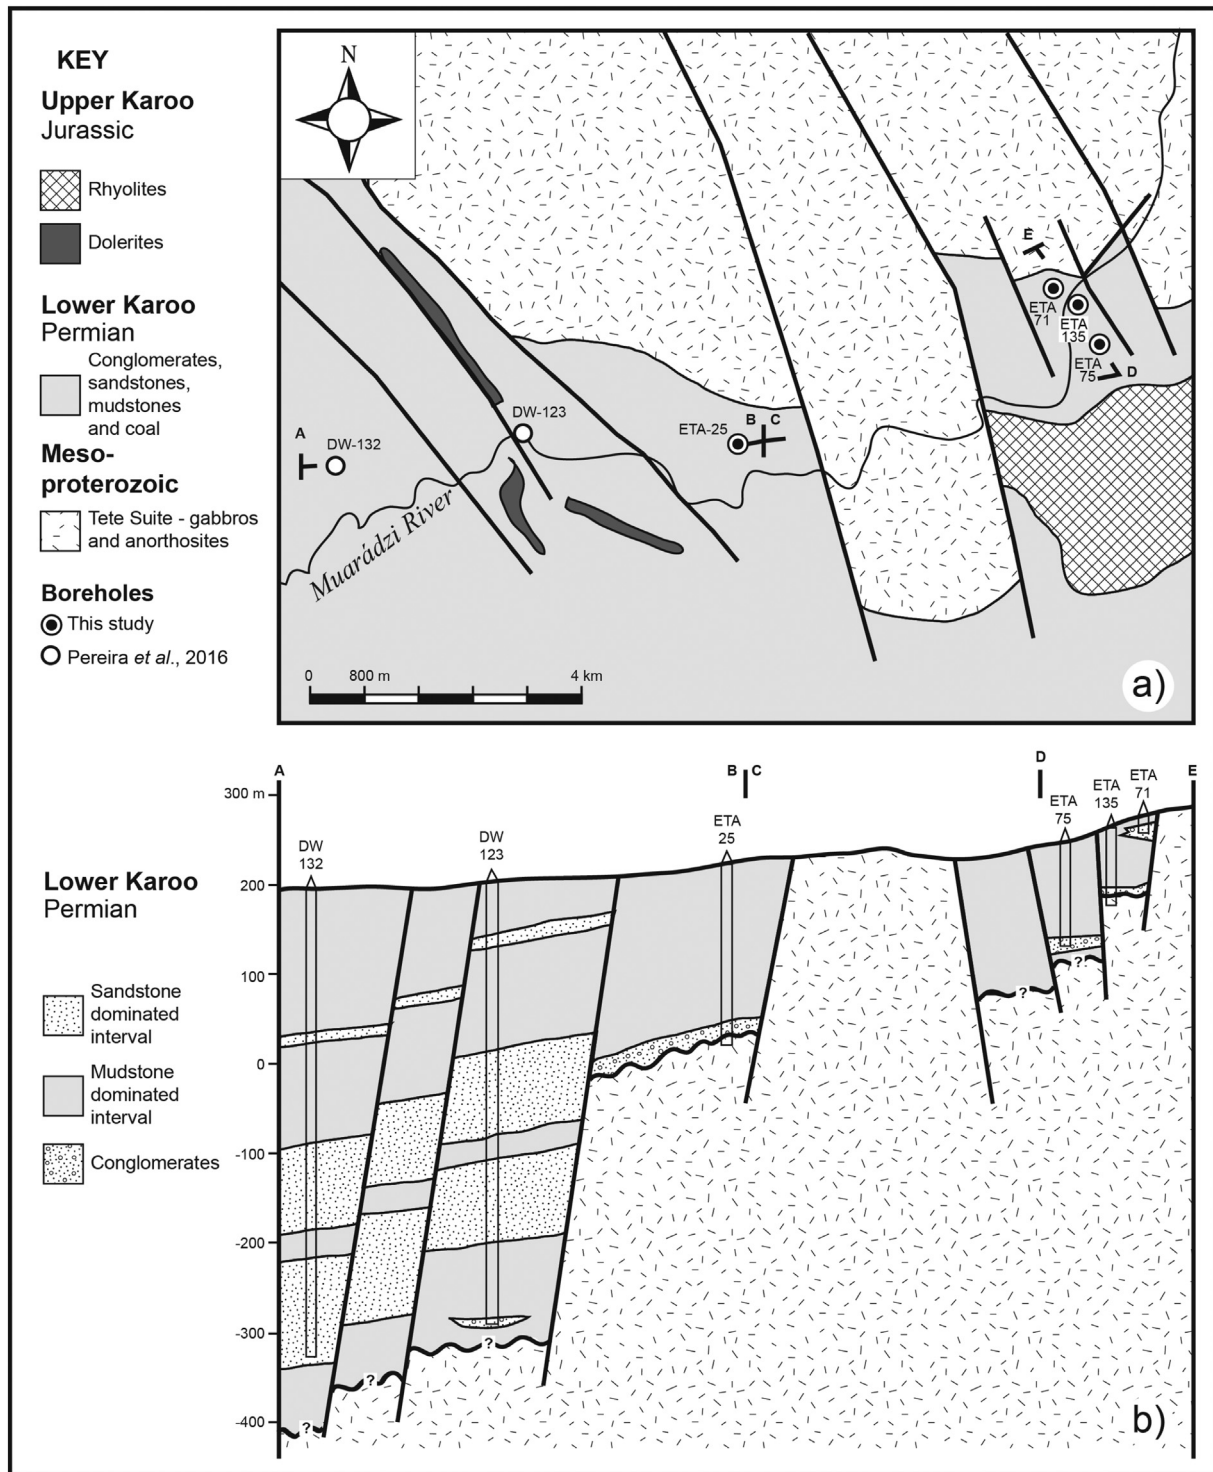 KEY
Upper Karoo
Jurassic
Rhyolites
Dolerites
Lower Karoo
Permian
Conglomerates,
sandstones,
mudstones
and coal
Meso-
proterozoic
Tete Suite - gabbros
and anorthosites
Boreholes
This study
Pereira et al., 2016
N
E
ETA
71
ETA
135
ETA
75
D
DW-123
ETA-25
B C
A
DW-132
Muarádzi River
0 800 m 4 km
a)
A
B C
D
E
300 m
200
100
0
-100
-200
-300
-400
DW
132
DW
123
ETA
25
ETA
75
ETA
135
ETA
71
?
?
?
?
?
?
b)
Lower Karoo
Permian
Sandstone
dominated
interval
Mudstone
dominated
interval
Conglomerates